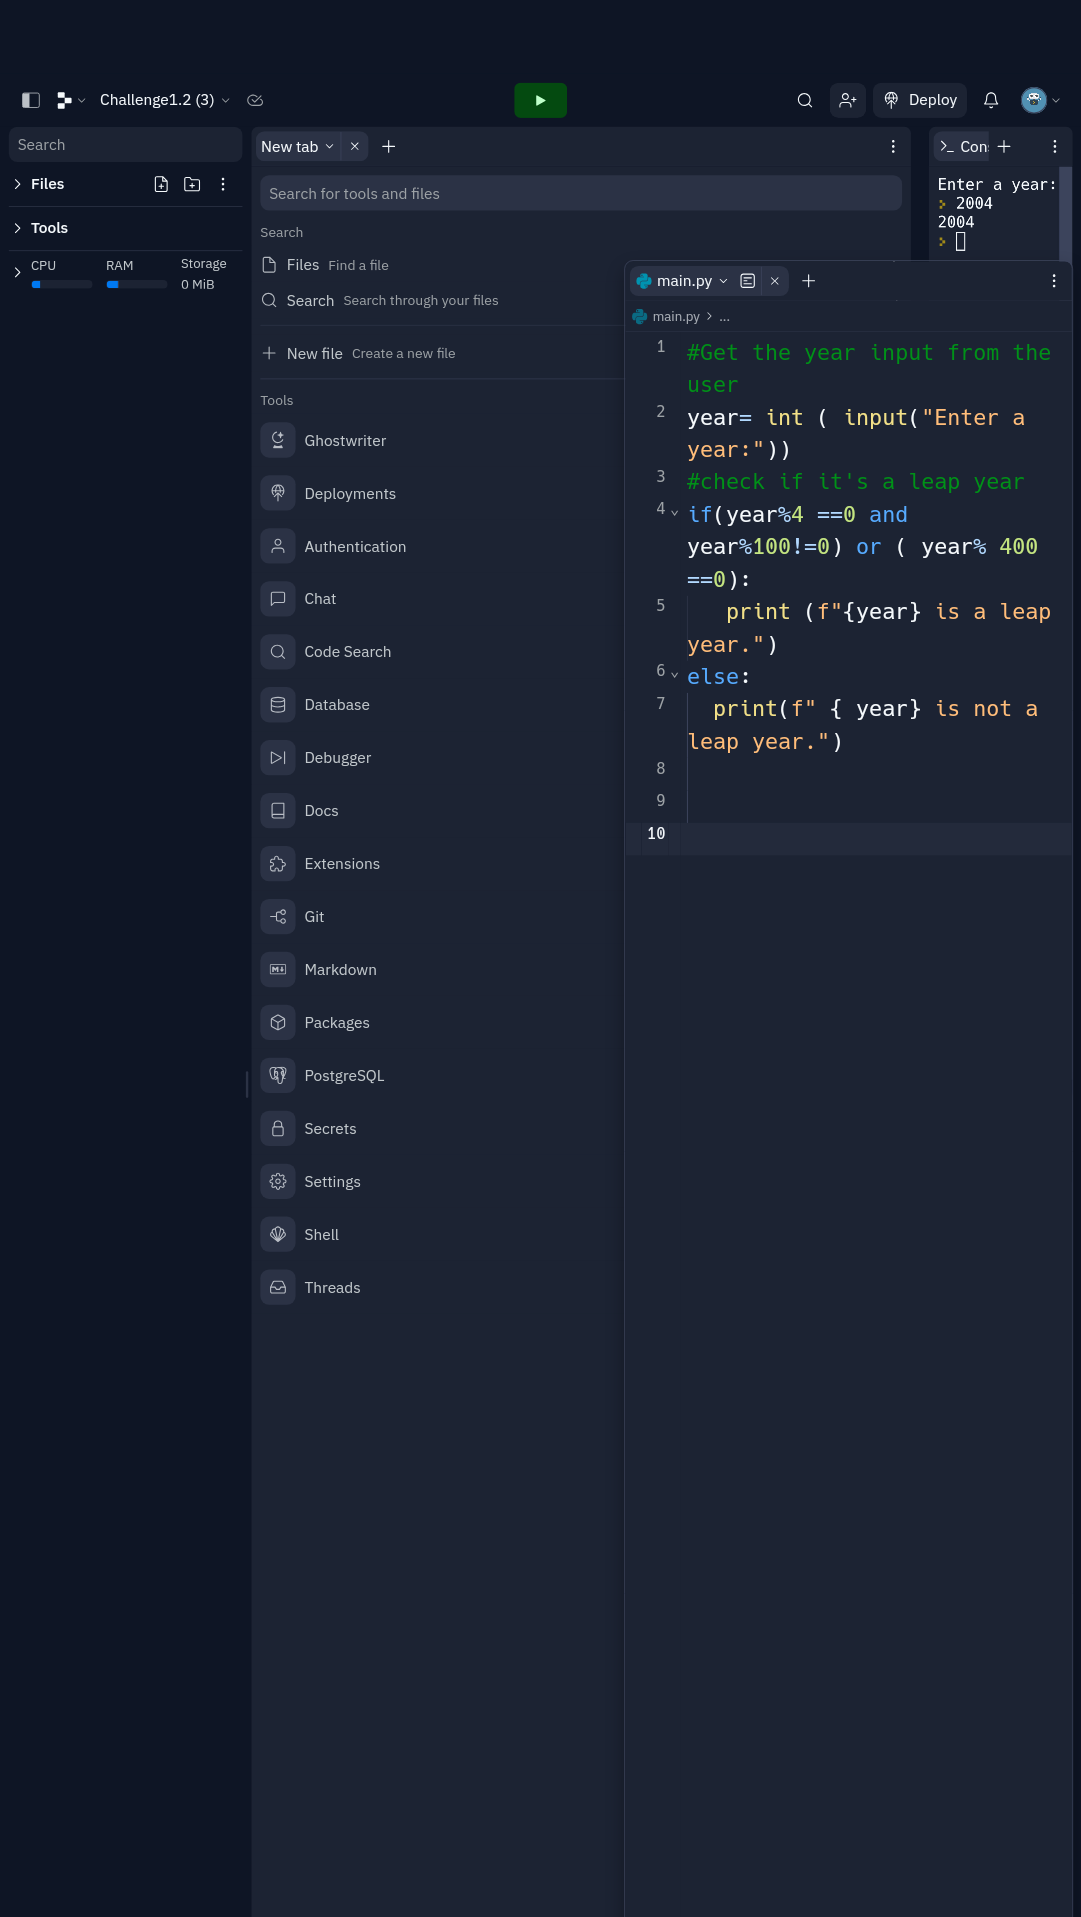 Challenge1.2 (3)
Deploy
Search
Files
Tools
CPU
RAM
Storage
0 MiB
New tab
Search for tools and files
Search
Files Find a file
Search Search through your files
New file Create a new file
Tools
Ghostwriter
Deployments
Authentication
Chat
Code Search
Database
Debugger
Docs
Extensions
Git
Markdown
Packages
PostgreSQL
Secrets
Settings
Shell
Threads
>_ Con
Enter a year:
2004
2004
main.py
main.py > ...
1 #Get the year input from the
user
2 year= int ( input("Enter a
year:"))
3 #check if it's a leap year
4 if(year%4 ==0 and
year%100!=0) or ( year% 400
==0):
5 print (f"{year} is a leap
year.")
6 else:
7 print(f" { year} is not a
leap year.")
8
9
10